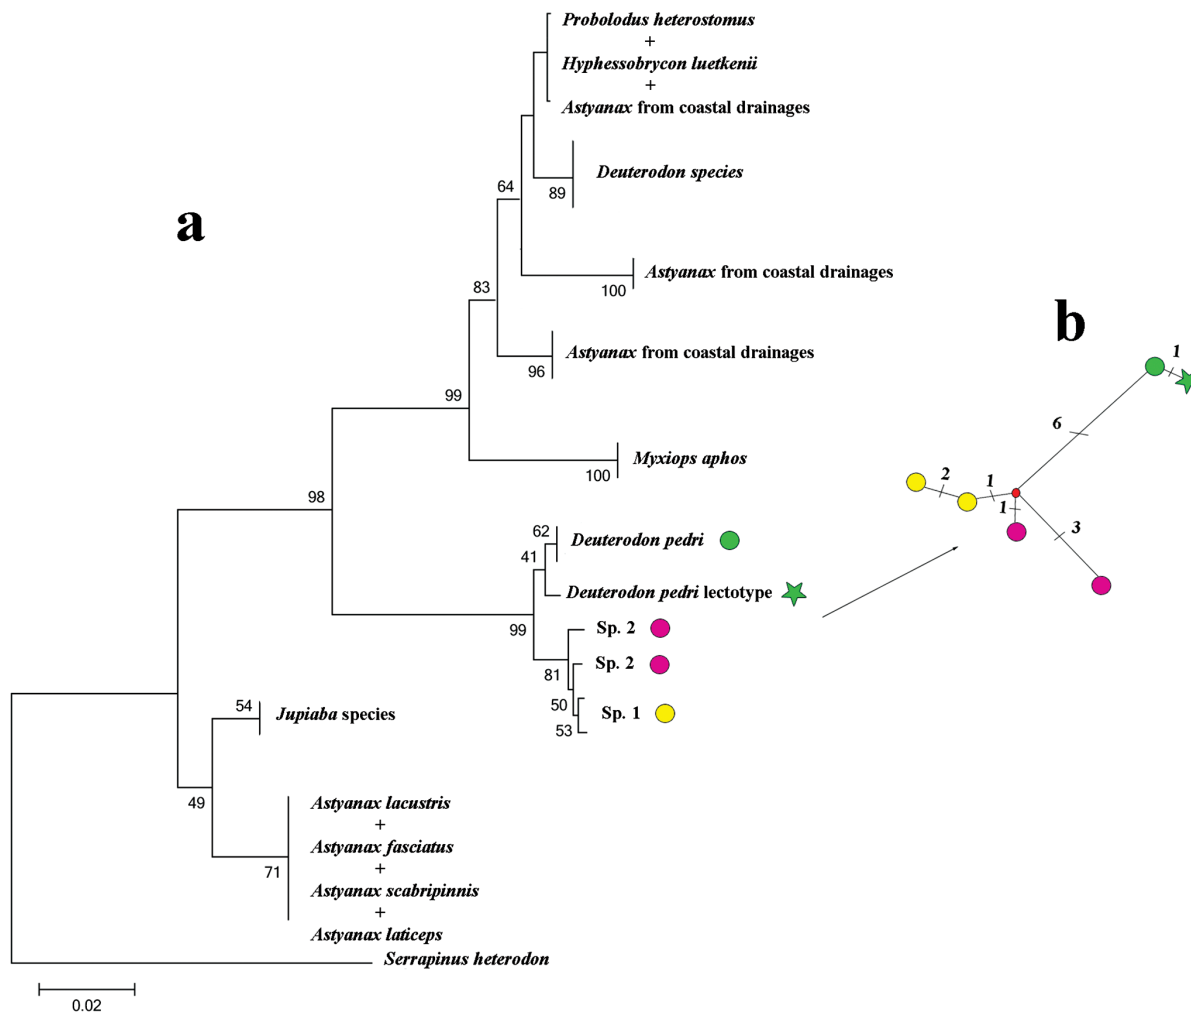 Probolodus heterostomus
+
Hyphessobrycon luetkenii
+
Astyanax from coastal drainages
Deuterodon species
89
64
a
Astyanax from coastal drainages
100
83
Astyanax from coastal drainages
96
99
Myxiops aphos
100
98
62
Deuterodon pedri
41
Deuterodon pedri lectotype
99
Sp. 2
Sp. 2
81
50
Sp. 1
53
54
Jupiaba species
49
Astyanax lacustris
+
Astyanax fasciatus
+
Astyanax scabripinnis
+
Astyanax laticeps
71
Serrapinus heterodon
0.02
b
1
6
2
1
1
3